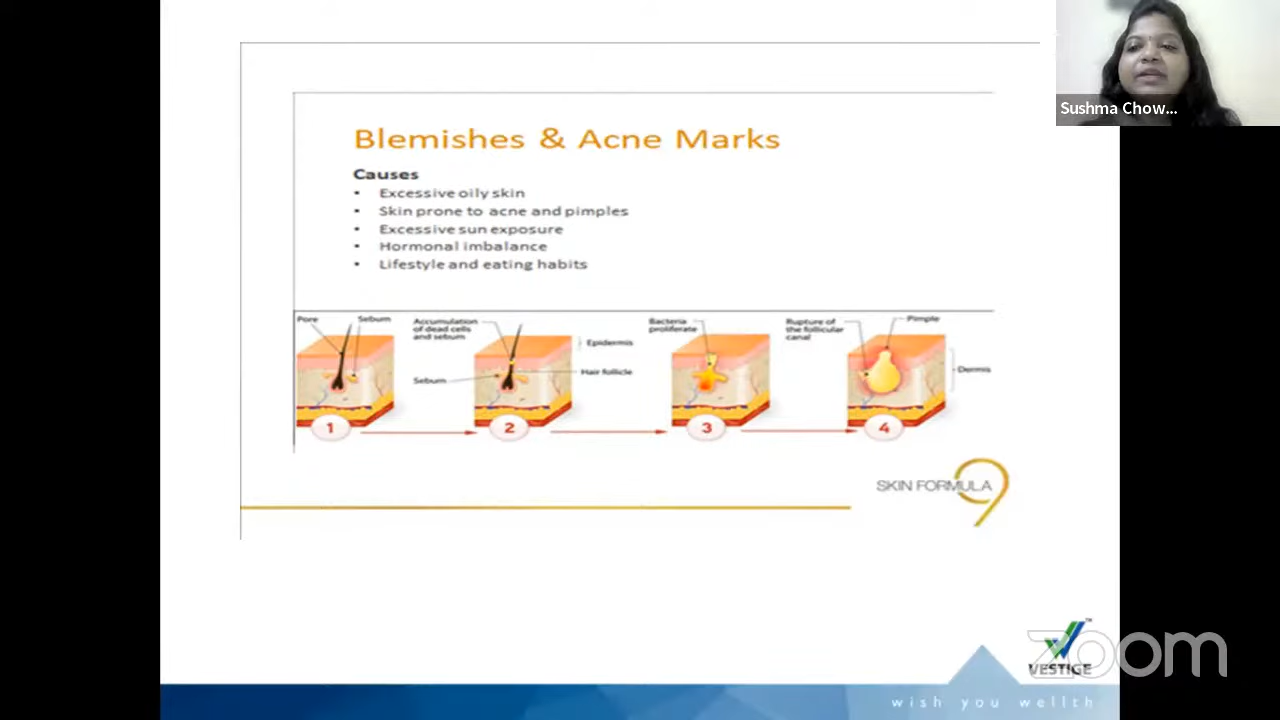 Sushma Chow...
Blemishes & Acne Marks
Causes
• Excessive oily skin
• Skin prone to acne and pimples
• Excessive sun exposure
• Hormonal imbalance
• Lifestyle and eating habits
Pore
Sebum
Accumulation
of dead cells
and sebum
Epidermis
Hair follicle
Sebum
Bacteria
proliferate
Rupture of
the follicular
canal
Pimple
Dermis
1
2
3
4
SKIN FORMULA 9
VESTIGE
TM
zoom
wish you wellth